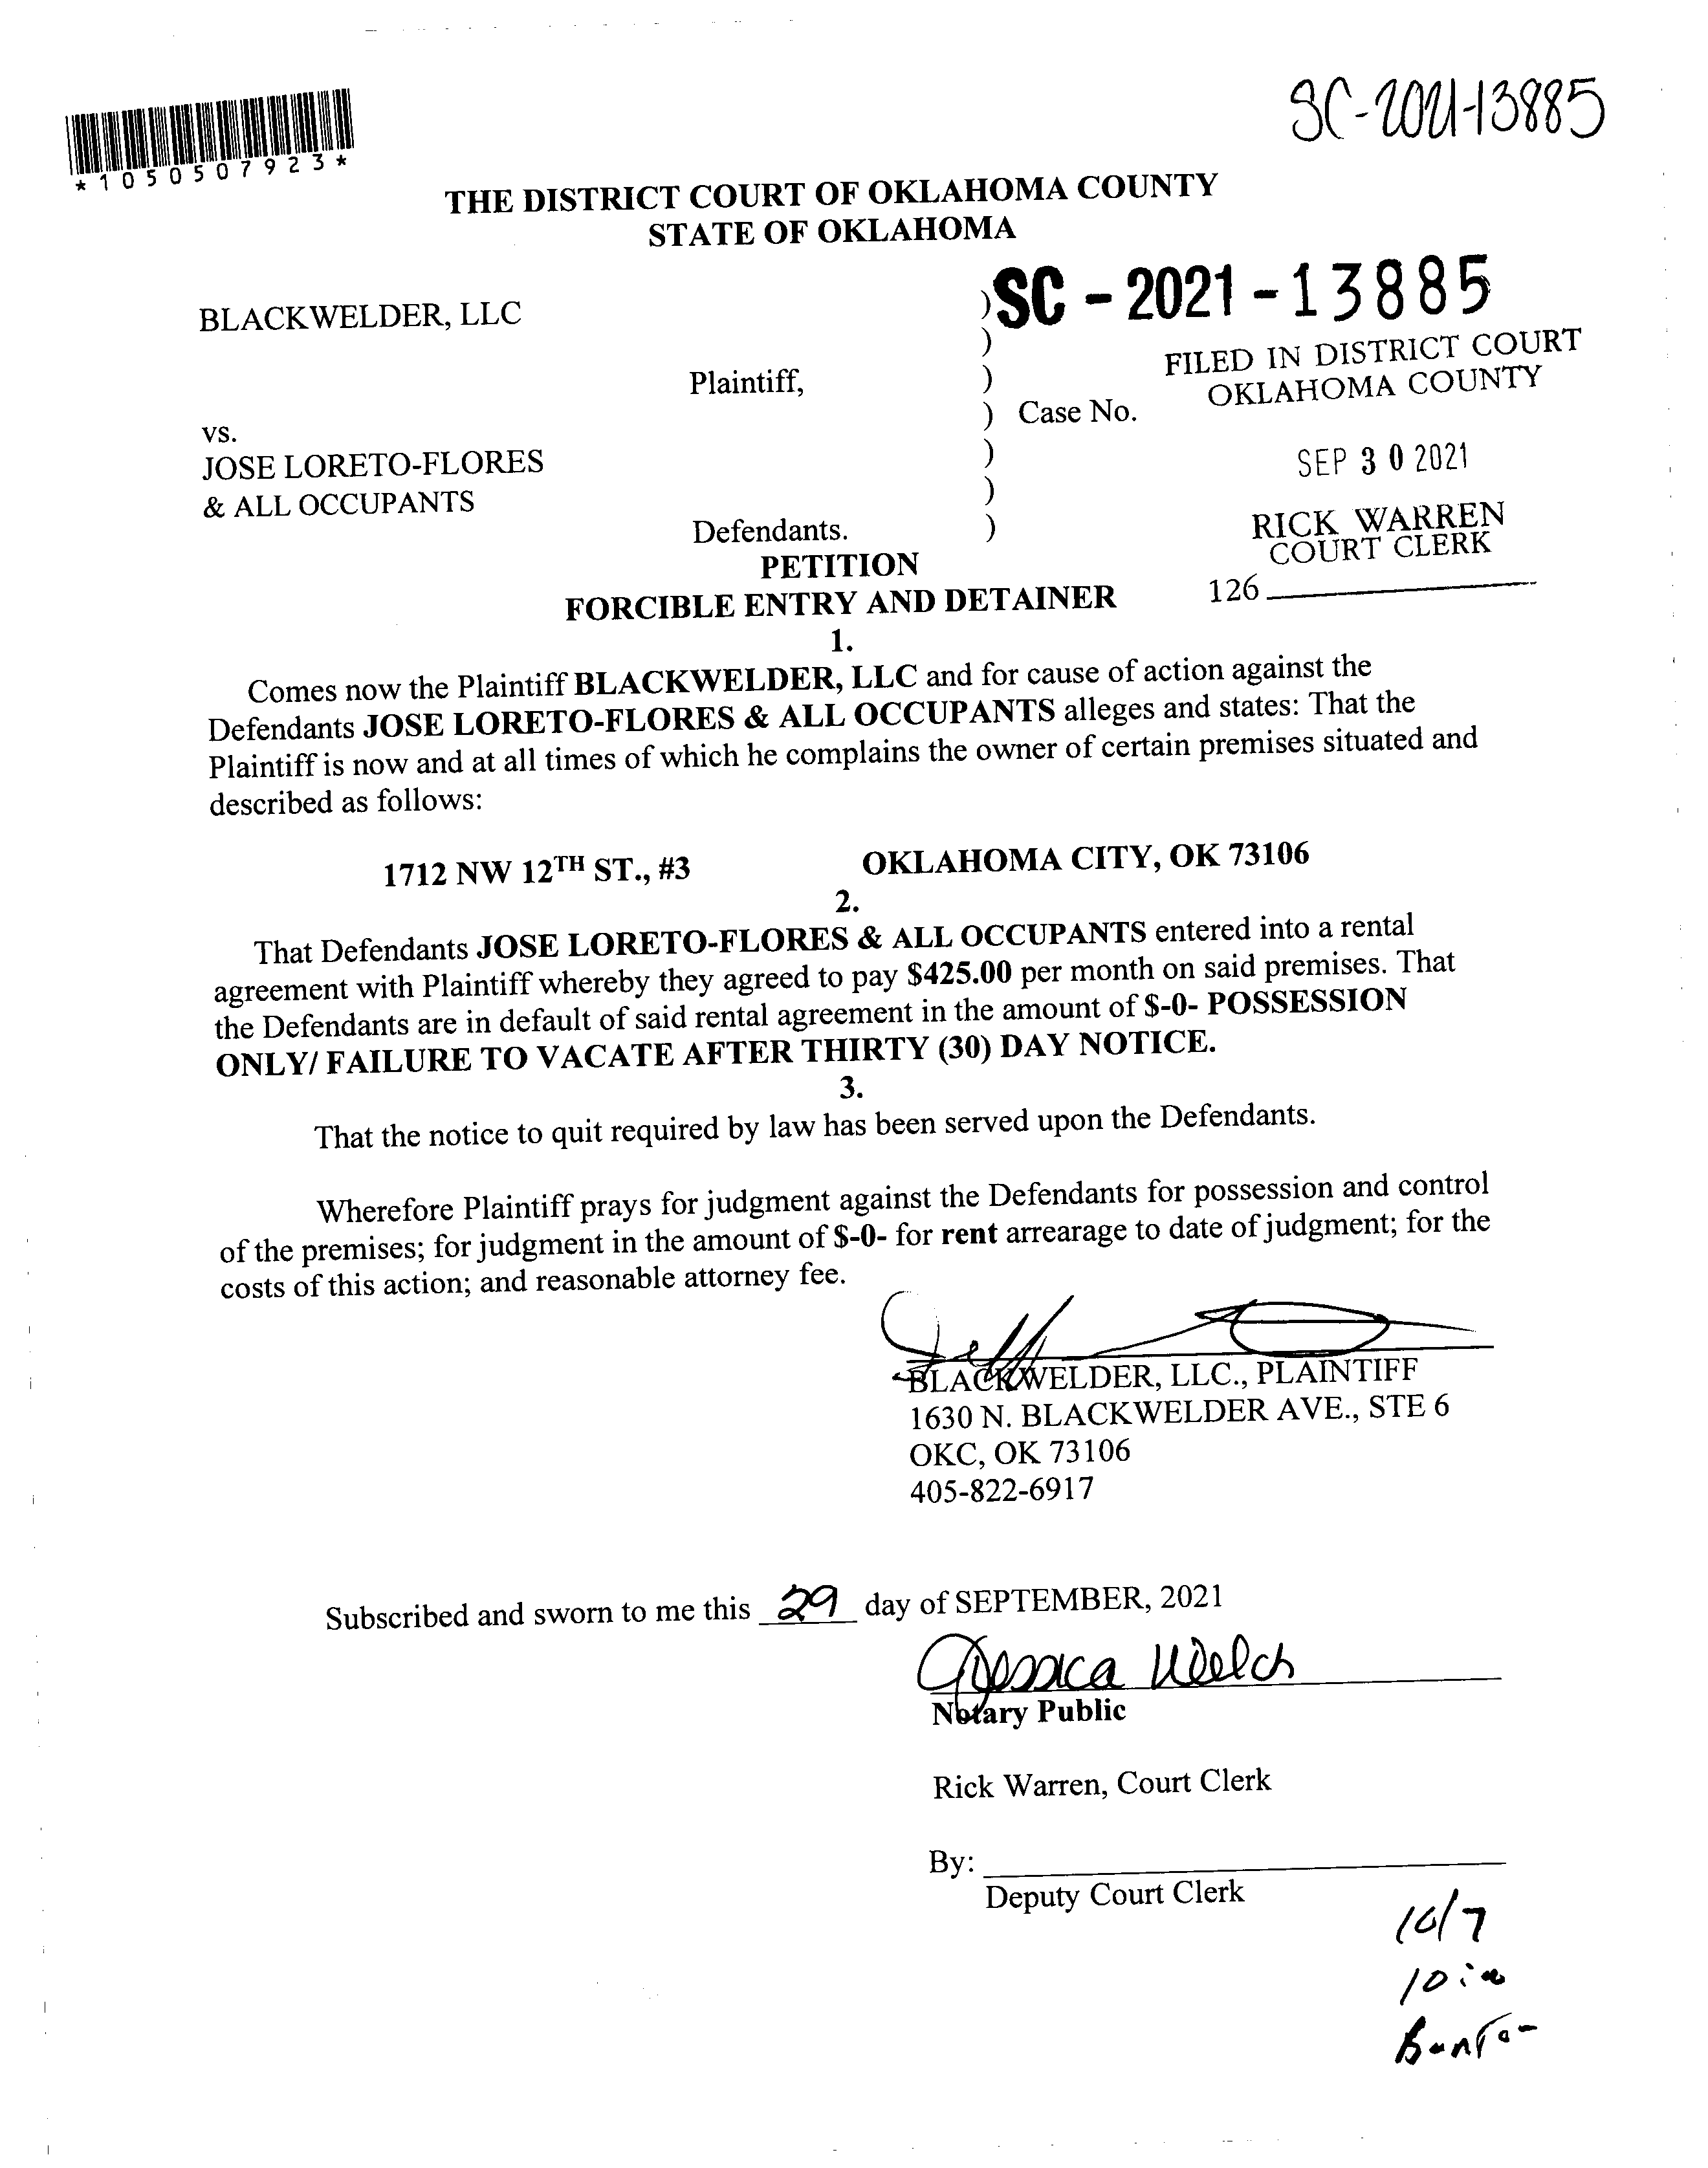 SC-2021-13885
*1050507923*
THE DISTRICT COURT OF OKLAHOMA COUNTY
STATE OF OKLAHOMA
BLACKWELDER, LLC
)SC - 2021 - 13885
)
Plaintiff, )
FILED IN DISTRICT COURT
OKLAHOMA COUNTY
) Case No.
vs.
JOSE LORETO-FLORES )
SEP 30 2021
& ALL OCCUPANTS )
Defendants. )
RICK WARREN
COURT CLERK
126
PETITION
FORCIBLE ENTRY AND DETAINER
1.
Comes now the Plaintiff BLACKWELDER, LLC and for cause of action against the
Defendants JOSE LORETO-FLORES & ALL OCCUPANTS alleges and states: That the
Plaintiff is now and at all times of which he complains the owner of certain premises situated and
described as follows:
1712 NW 12TH ST., #3 OKLAHOMA CITY, OK 73106
2.
That Defendants JOSE LORETO-FLORES & ALL OCCUPANTS entered into a rental
agreement with Plaintiff whereby they agreed to pay $425.00 per month on said premises. That
the Defendants are in default of said rental agreement in the amount of $-0- POSSESSION
ONLY/ FAILURE TO VACATE AFTER THIRTY (30) DAY NOTICE.
3.
That the notice to quit required by law has been served upon the Defendants.
Wherefore Plaintiff prays for judgment against the Defendants for possession and control
of the premises; for judgment in the amount of $-0- for rent arrearage to date of judgment; for the
costs of this action; and reasonable attorney fee.
BLACKWELDER, LLC., PLAINTIFF
1630 N. BLACKWELDER AVE., STE 6
OKC, OK 73106
405-822-6917
Subscribed and sworn to me this 29 day of SEPTEMBER, 2021
Jessica Welch
Notary Public
Rick Warren, Court Clerk
By:
Deputy Court Clerk
10/7